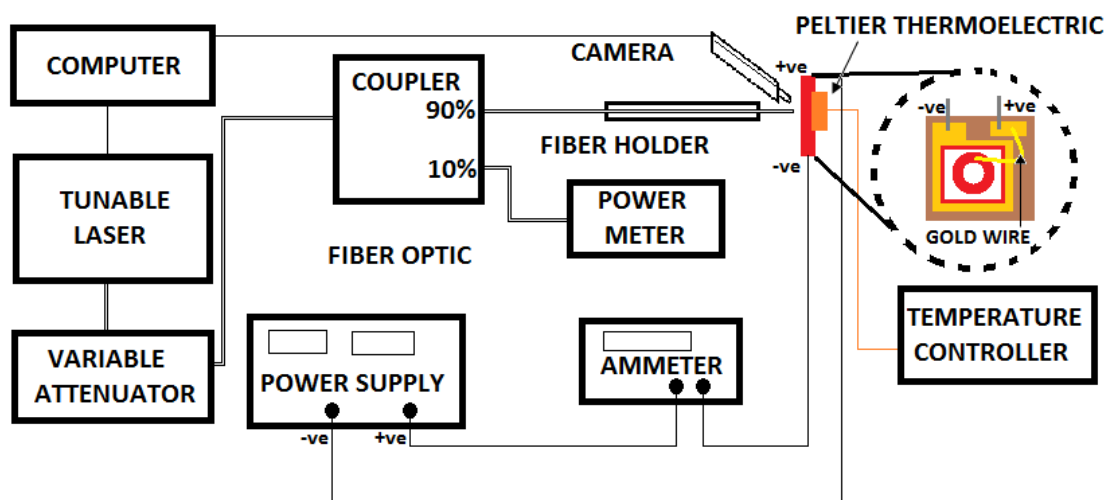 PELTIER THERMOELECTRIC
COMPUTER
CAMERA
COUPLER
90%
10%
+ve
-ve
-ve
+ve
FIBER HOLDER
TUNABLE
LASER
POWER
METER
GOLD WIRE
FIBER OPTIC
VARIABLE
ATTENUATOR
POWER SUPPLY
-ve
+ve
AMMETER
TEMPERATURE
CONTROLLER